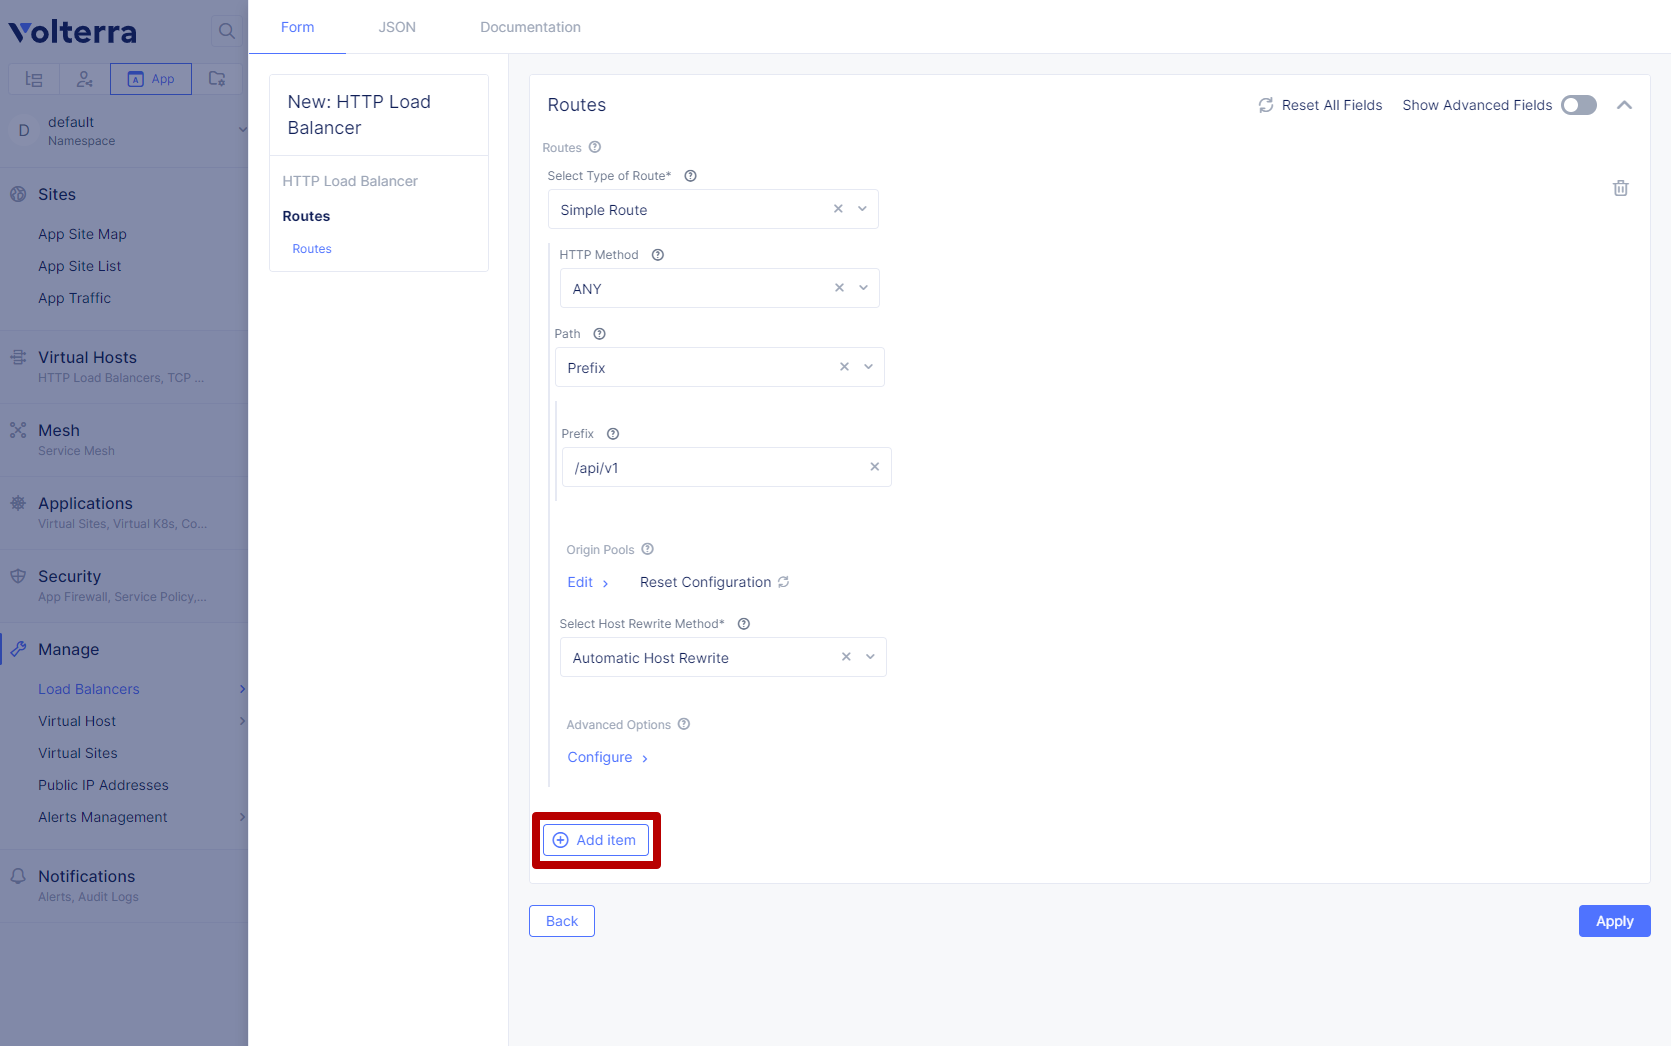 Volterra
App
D
default
Namespace
Sites
App Site Map
App Site List
App Traffic
Virtual Hosts
HTTP Load Balancers, TCP ...
Mesh
Service Mesh
Applications
Virtual Sites, Virtual K8s, Co...
Security
App Firewall, Service Policy,...
Manage
Load Balancers
Virtual Host
Virtual Sites
Public IP Addresses
Alerts Management
Notifications
Alerts, Audit Logs
Form
JSON
Documentation
New: HTTP Load
Balancer
HTTP Load Balancer
Routes
Routes
Routes
Reset All Fields
Show Advanced Fields
Routes
Select Type of Route*
Simple Route
HTTP Method
ANY
Path
Prefix
Prefix
/api/v1
Origin Pools
Edit
Reset Configuration
Select Host Rewrite Method*
Automatic Host Rewrite
Advanced Options
Configure
Add item
Back
Apply